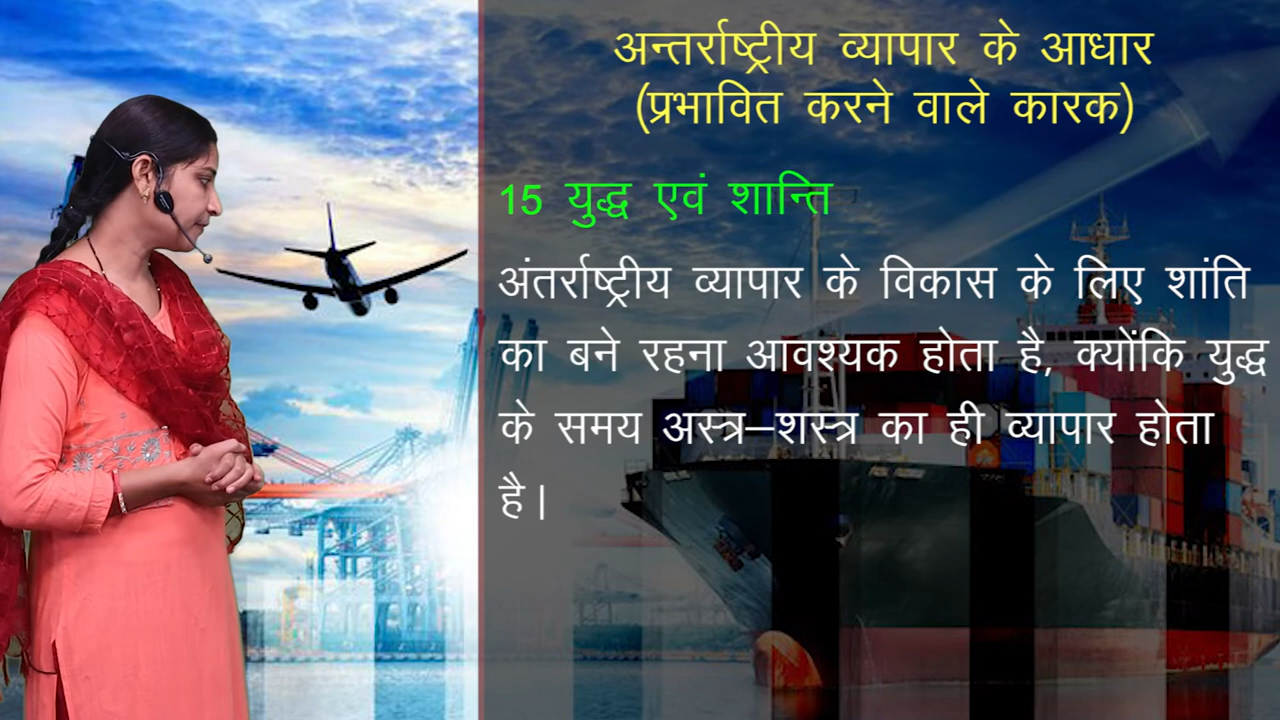 अन्तर्राष्ट्रीय व्यापार के आधार
(प्रभावित करने वाले कारक)
15 युद्ध एवं शान्ति
अंतर्राष्ट्रीय व्यापार के विकास के लिए शांति
का बने रहना आवश्यक होता है, क्योंकि युद्ध
के समय अस्त्र–शस्त्र का ही व्यापार होता
है।